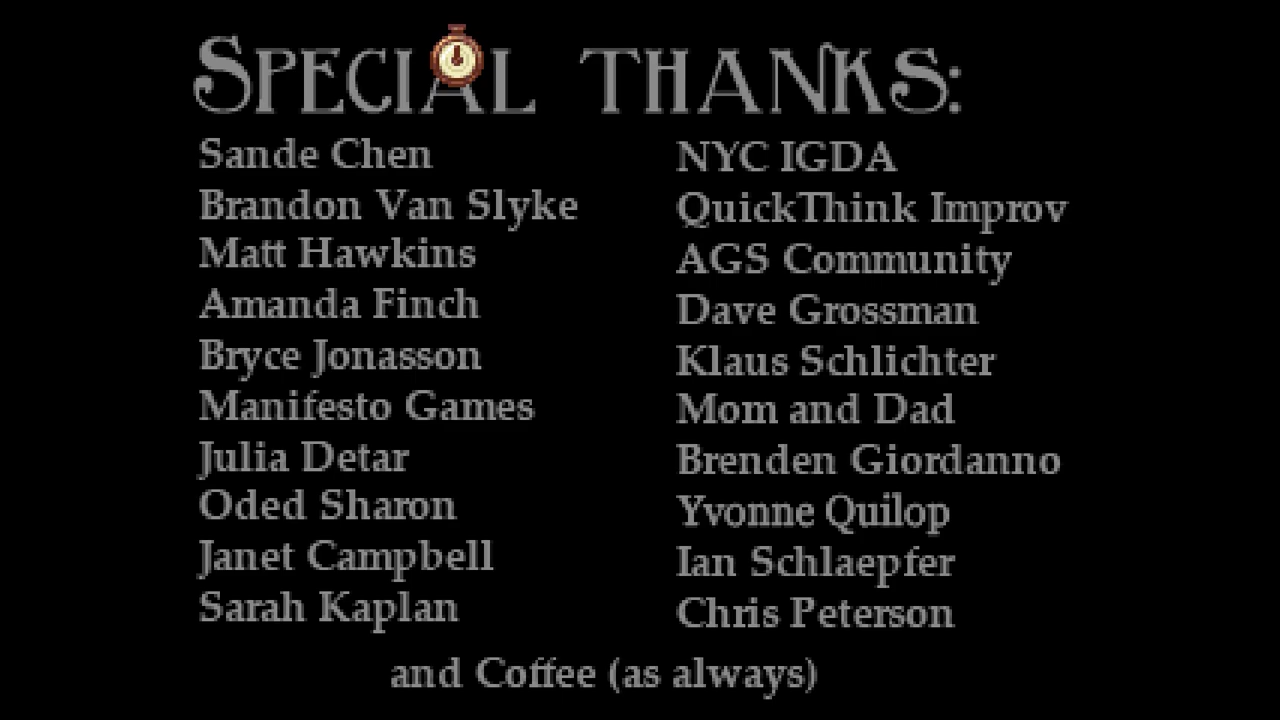 Special thanks:
Sande Chen
Brandon Van Slyke
Matt Hawkins
Amanda Finch
Bryce Jonasson
Manifesto Games
Julia Detar
Oded Sharon
Janet Campbell
Sarah Kaplan
NYC IGDA
QuickThink Improv
AGS Community
Dave Grossman
Klaus Schlichter
Mom and Dad
Brenden Giordanno
Yvonne Quilop
Ian Schlaepfer
Chris Peterson
and Coffee (as always)